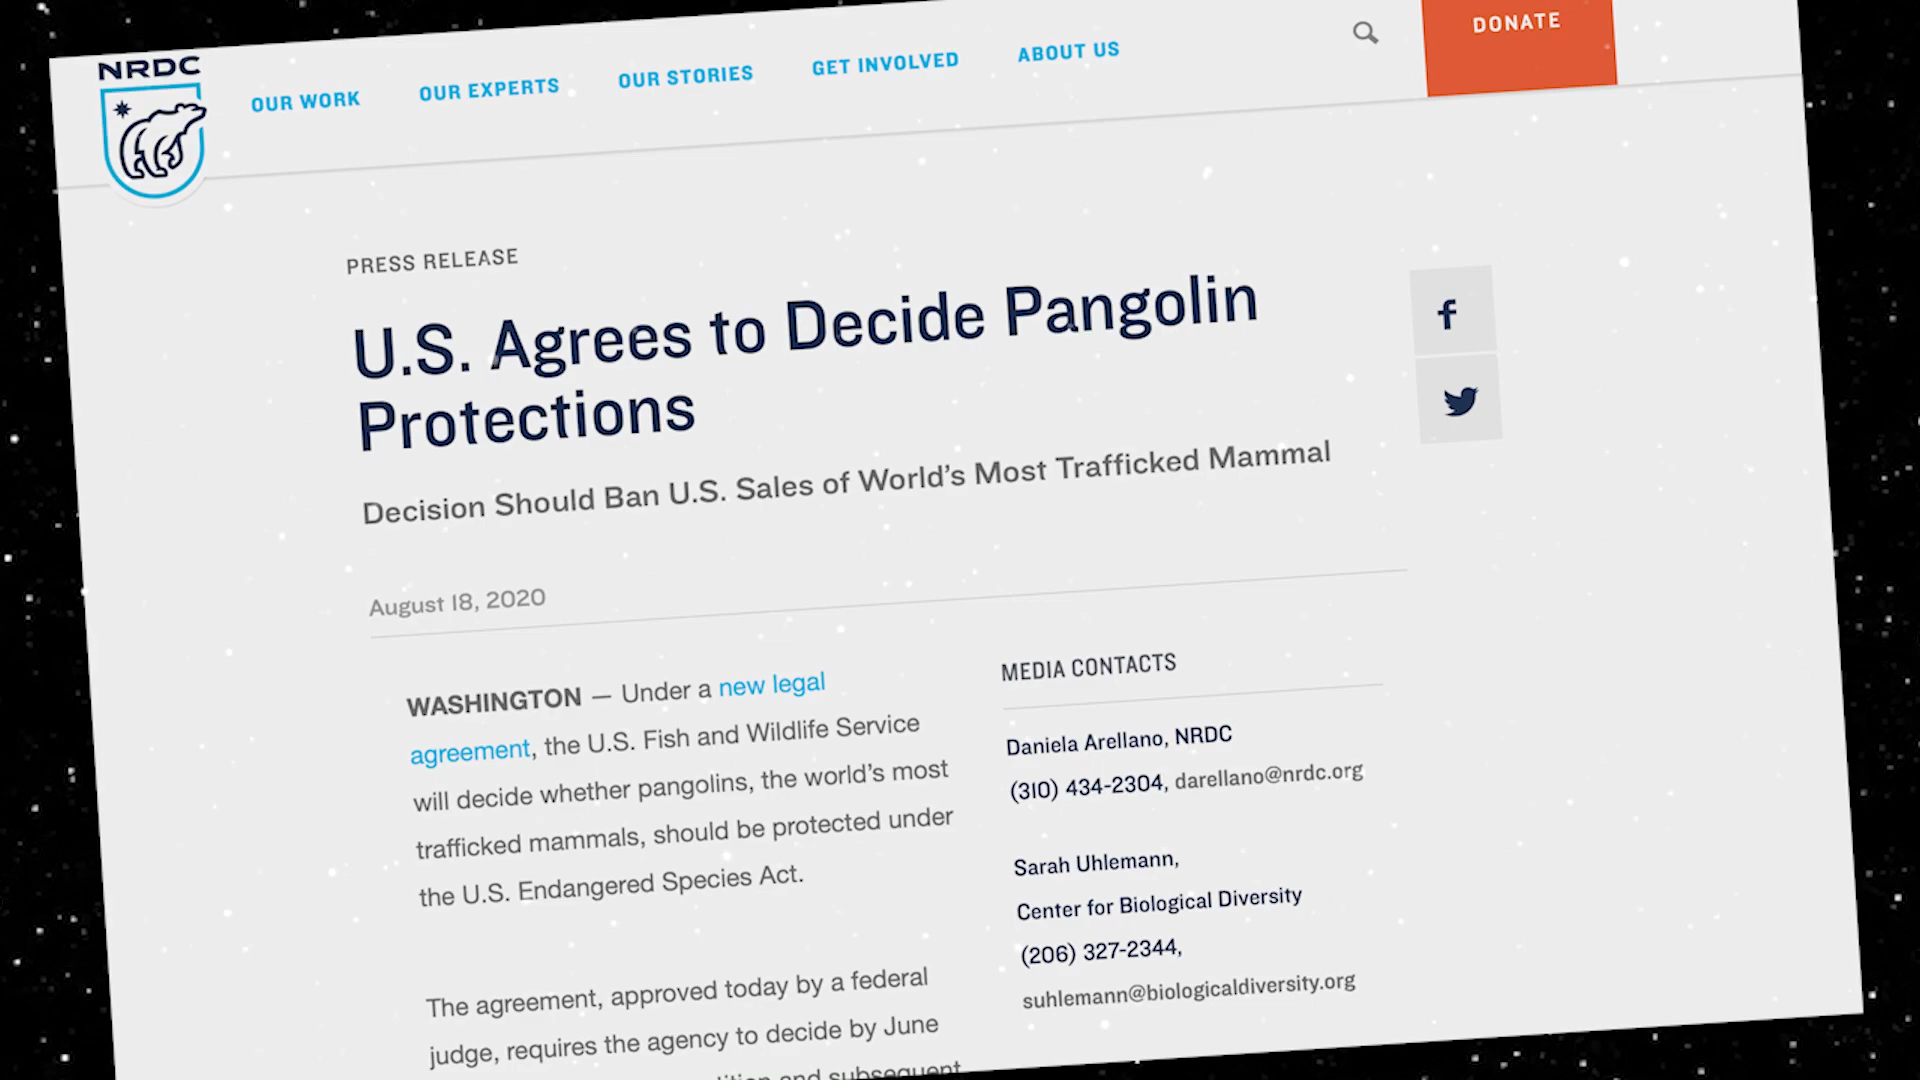 NRDC
OUR WORK
OUR EXPERTS
OUR STORIES
GET INVOLVED
ABOUT US
DONATE
PRESS RELEASE
U.S. Agrees to Decide Pangolin
Protections
Decision Should Ban U.S. Sales of World's Most Trafficked Mammal
August 18, 2020
WASHINGTON — Under a new legal
agreement, the U.S. Fish and Wildlife Service
will decide whether pangolins, the world's most
trafficked mammals, should be protected under
the U.S. Endangered Species Act.
The agreement, approved today by a federal
judge, requires the agency to decide by June
and subsequent
MEDIA CONTACTS
Daniela Arellano, NRDC
(310) 434-2304, darellano@nrdc.org
Sarah Uhlemann,
Center for Biological Diversity
(206) 327-2344,
suhlemann@biologicaldiversity.org